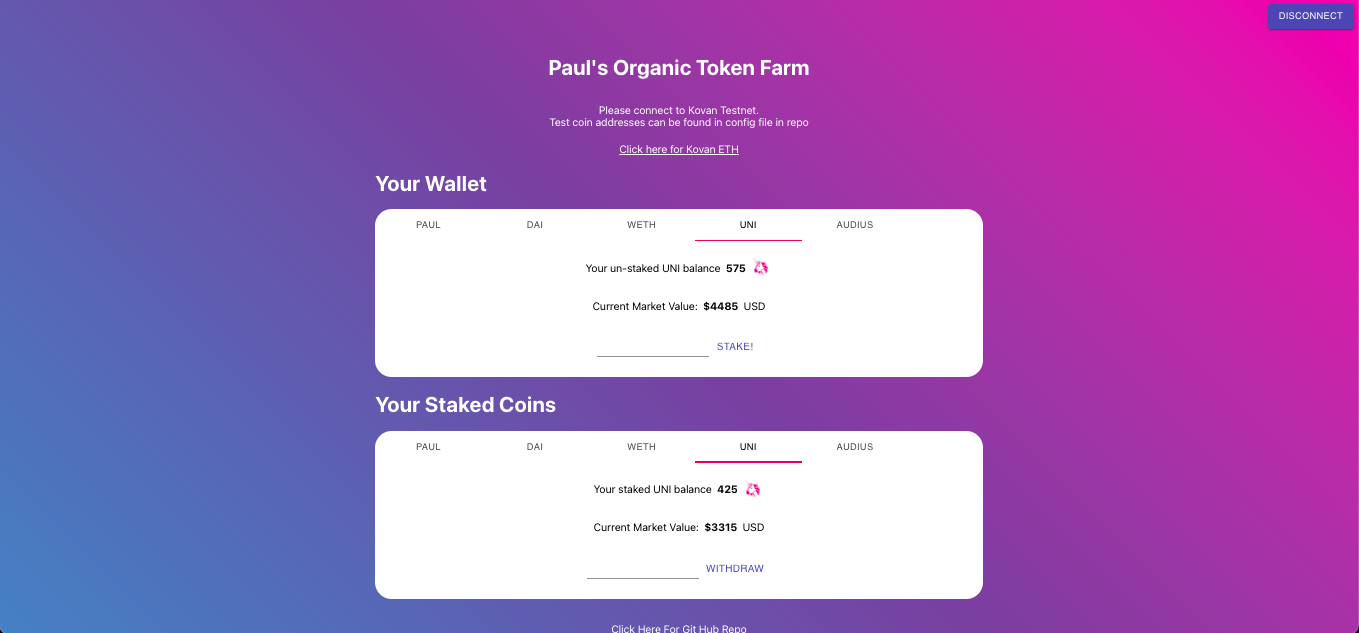 DISCONNECT
Paul's Organic Token Farm
Please connect to Kovan Testnet.
Test coin addresses can be found in config file in repo
Click here for Kovan ETH
Your Wallet
PAUL DAI WETH UNI AUDIUS
Your un-staked UNI balance 575
Current Market Value: $4485 USD
STAKE!
Your Staked Coins
PAUL DAI WETH UNI AUDIUS
Your staked UNI balance 425
Current Market Value: $3315 USD
WITHDRAW
Click Here For Git Hub Repo